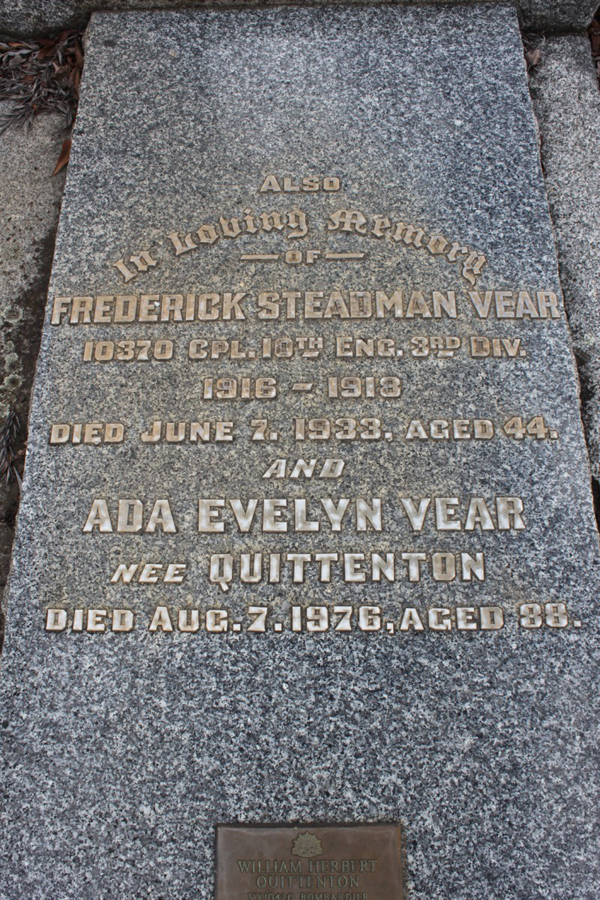 ALSO
In Loving Memory
— OF —
FREDERICK STEADMAN VEAR
10370 CPL. 10TH ENG. 3RD DIV.
1916 – 1918
DIED JUNE 7. 1933, AGED 44.
AND
ADA EVELYN VEAR
NEE QUITTENTON
DIED AUG. 7. 1976, AGED 88.
WILLIAM HERBERT
QUITTENTON
BOMBARDIER